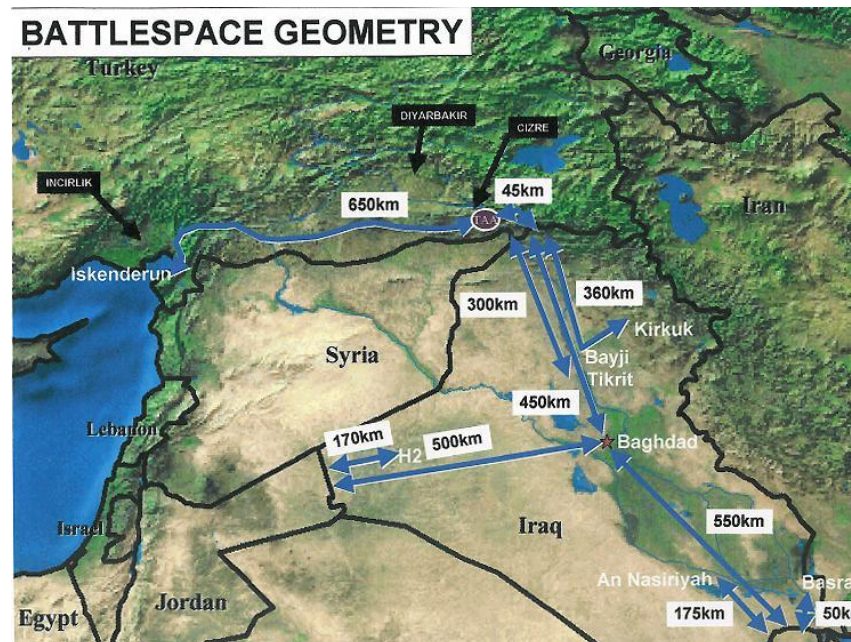 BATTLESPACE GEOMETRY
Turkey
Georgia
DIYARBAKIR
CIZRE
INCIRLIK
650km
45km
TAA
Iran
Iskenderun
300km
360km
Kirkuk
Syria
Bayji
Tikrit
450km
Lebanon
170km
500km
H2
Baghdad
Israel
Iraq
550km
An Nasiriyah
Basra
Egypt
Jordan
175km
50k